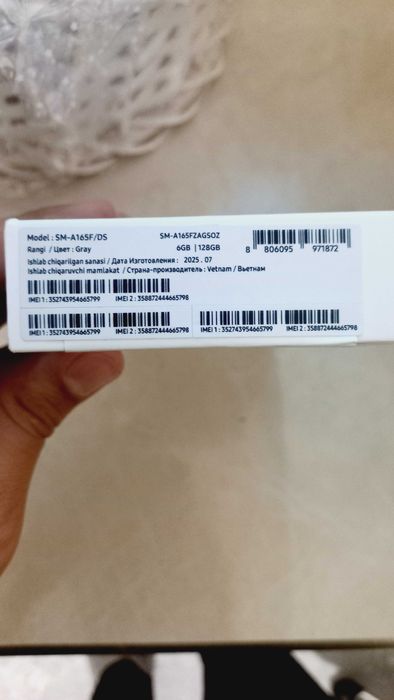 Model : SM-A165F/DS SM-A165FZAGSOZ
Rangi / Цвет : Gray 6GB | 128GB 8 806095 971872
Ishlab chiqarilgan sanasi / Дата Изготовления : 2025 . 07
Ishlab chiqaruvchi mamlakat / Страна-производитель : Vetnam / Вьетнам
IMEI 1 : 352743954665799 IMEI 2 : 358872444665798
IMEI 1 : 352743954665799 IMEI 2 : 358872444665798 IMEI 1 : 352743954665799 IMEI 2 : 358872444665798